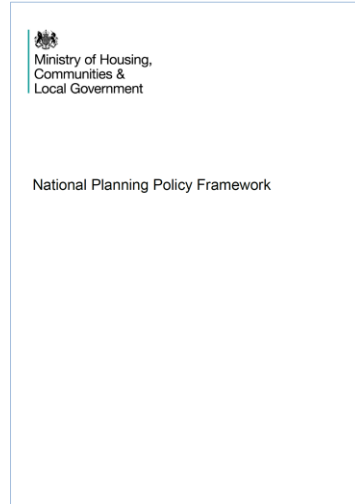 Ministry of Housing,
Communities &
Local Government
National Planning Policy Framework